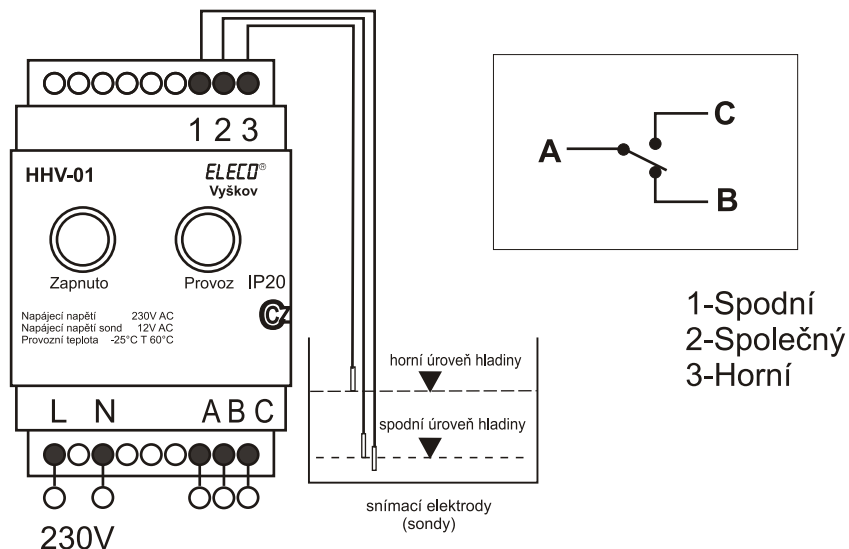 1 2 3
HHV-01
ELECO®
Vyškov
Zapnuto
Provoz
IP20
CZ
Napájecí napětí 230V AC
Napájecí napětí sond 12V AC
Provozní teplota -25°C T 60°C
L N A B C
230V
horní úroveň hladiny
spodní úroveň hladiny
snímací elektrody
(sondy)
A
C
B
1-Spodní
2-Společný
3-Horní